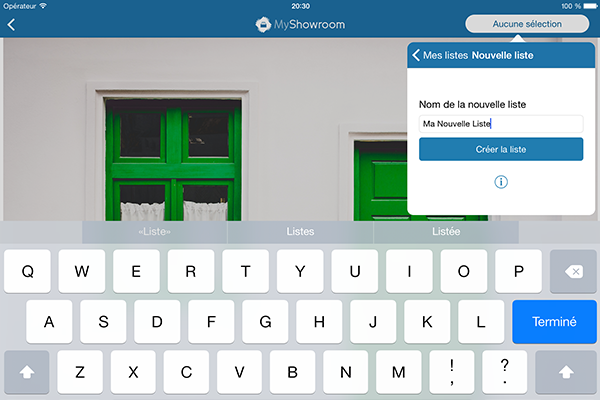 Opérateur 20:30 100 %
MyShowroom
Aucune sélection
Mes listes Nouvelle liste
Nom de la nouvelle liste
Ma Nouvelle Liste
Créer la liste
«Liste» Listes Listée
Q W E R T Y U I O P
A S D F G H J K L Terminé
Z X C V B N M ! , ? .